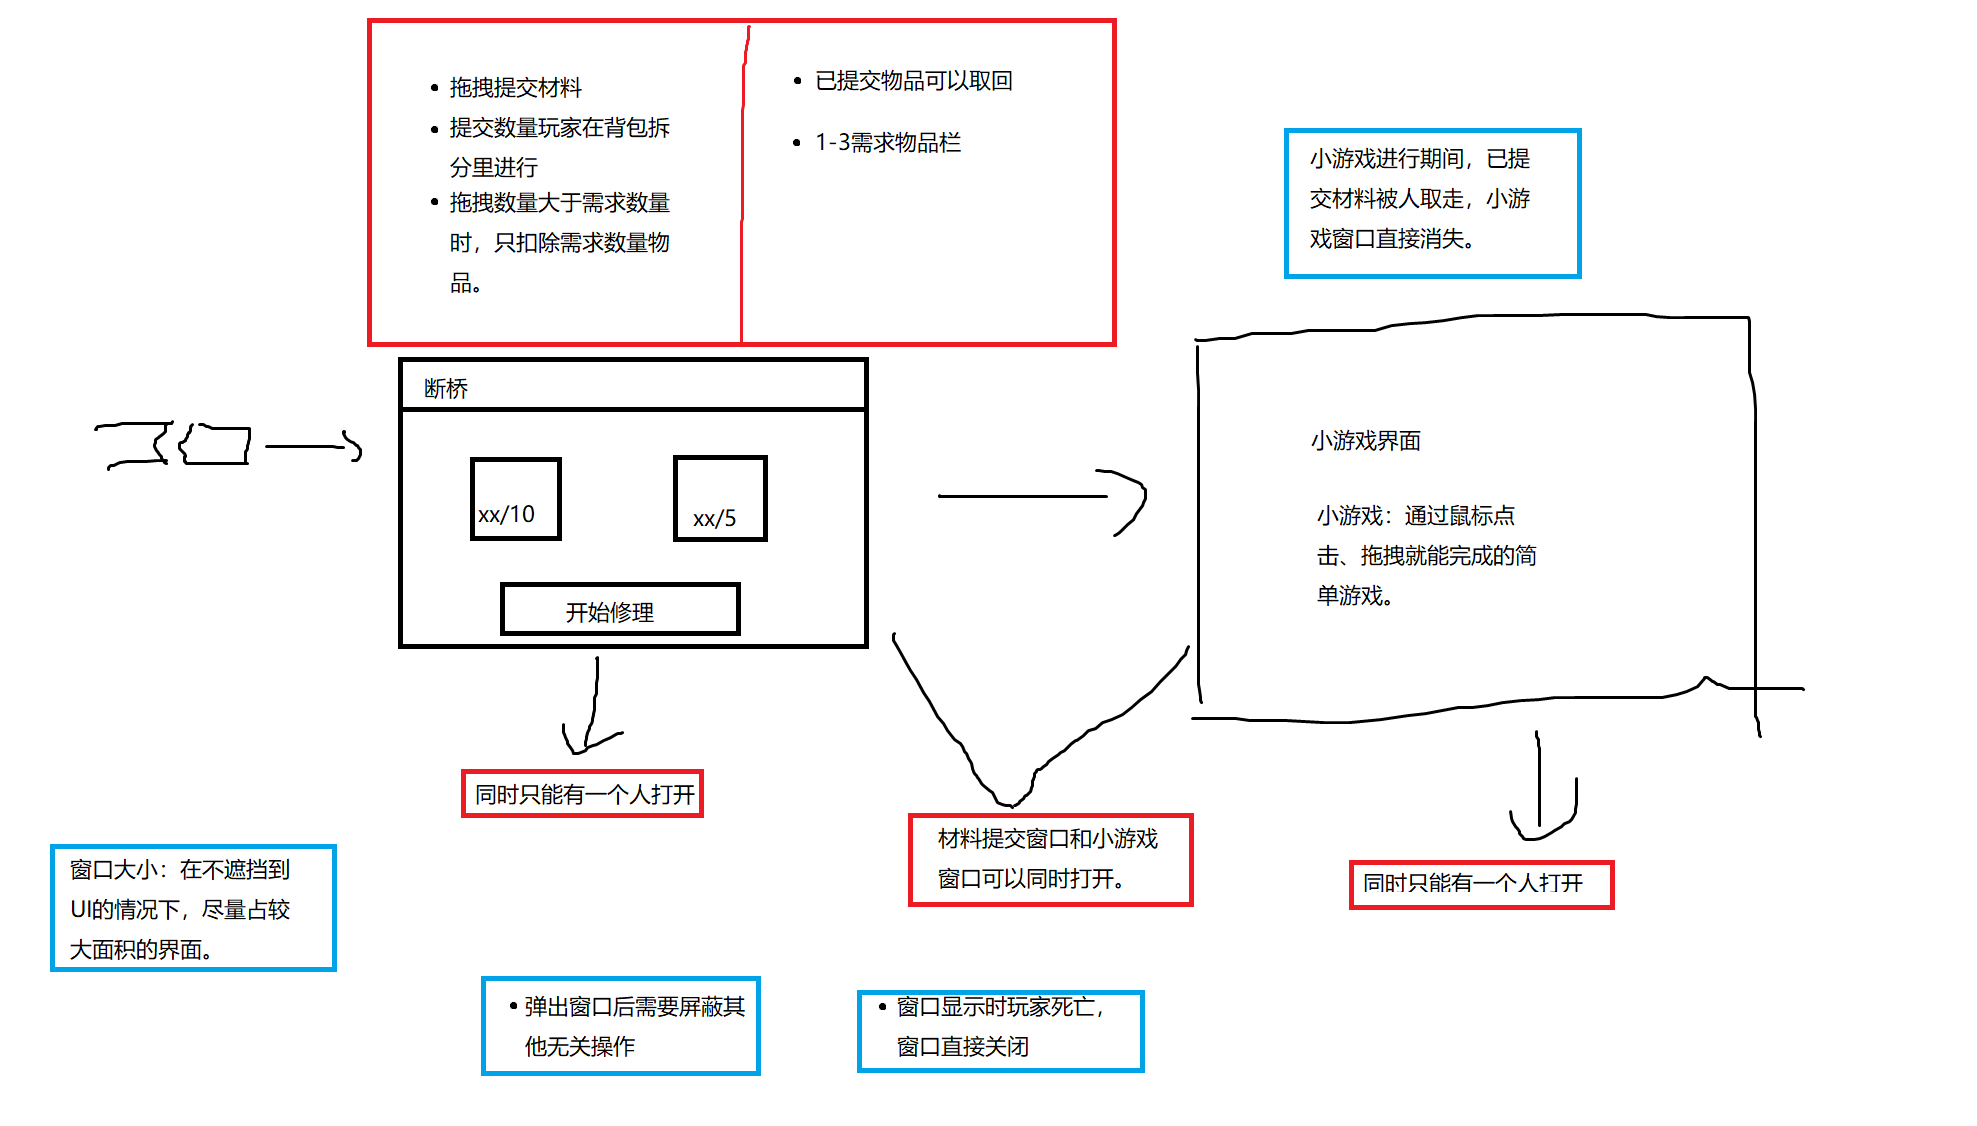 拖拽提交材料
提交数量玩家在背包拆
分里进行
拖拽数量大于需求数量
时，只扣除需求数量物
品。
已提交物品可以取回
1-3需求物品栏
小游戏进行期间，已提
交材料被人取走，小游
戏窗口直接消失。
断桥
xx/10
xx/5
开始修理
小游戏界面
小游戏：通过鼠标点
击、拖拽就能完成的简
单游戏。
同时只能有一个人打开
材料提交窗口和小游戏
窗口可以同时打开。
同时只能有一个人打开
窗口大小：在不遮挡到
UI的情况下，尽量占较
大面积的界面。
弹出窗口后需要屏蔽其
他无关操作
窗口显示时玩家死亡，
窗口直接关闭